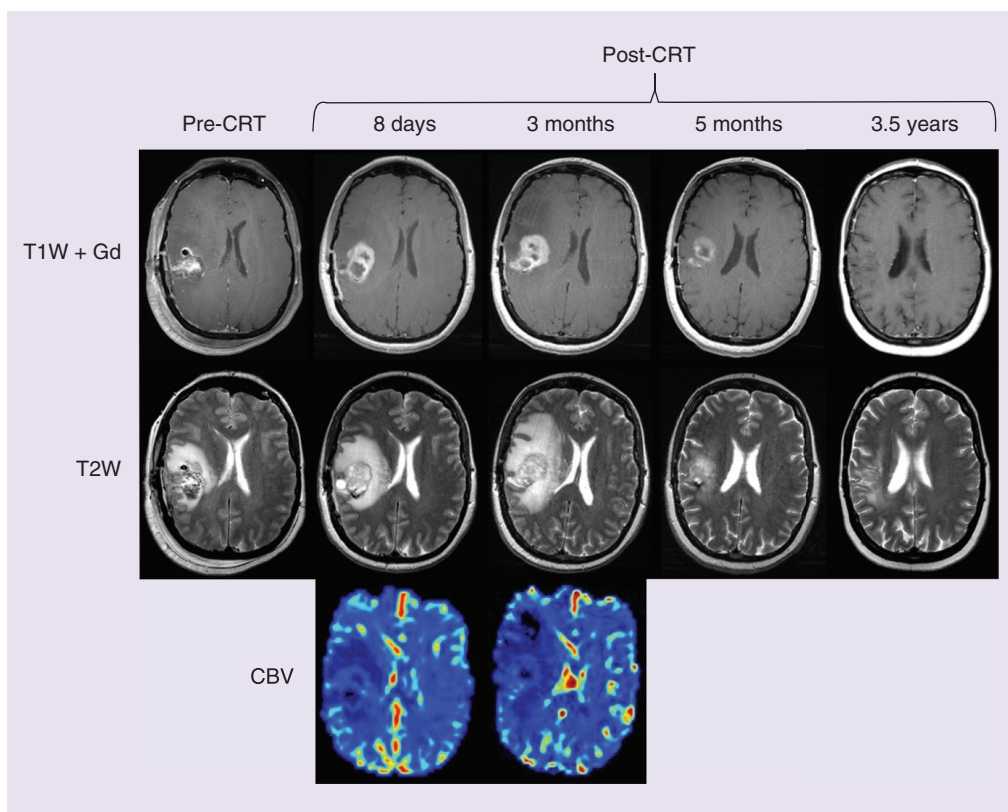 Post-CRT
Pre-CRT 8 days 3 months 5 months 3.5 years
T1W + Gd
T2W
CBV